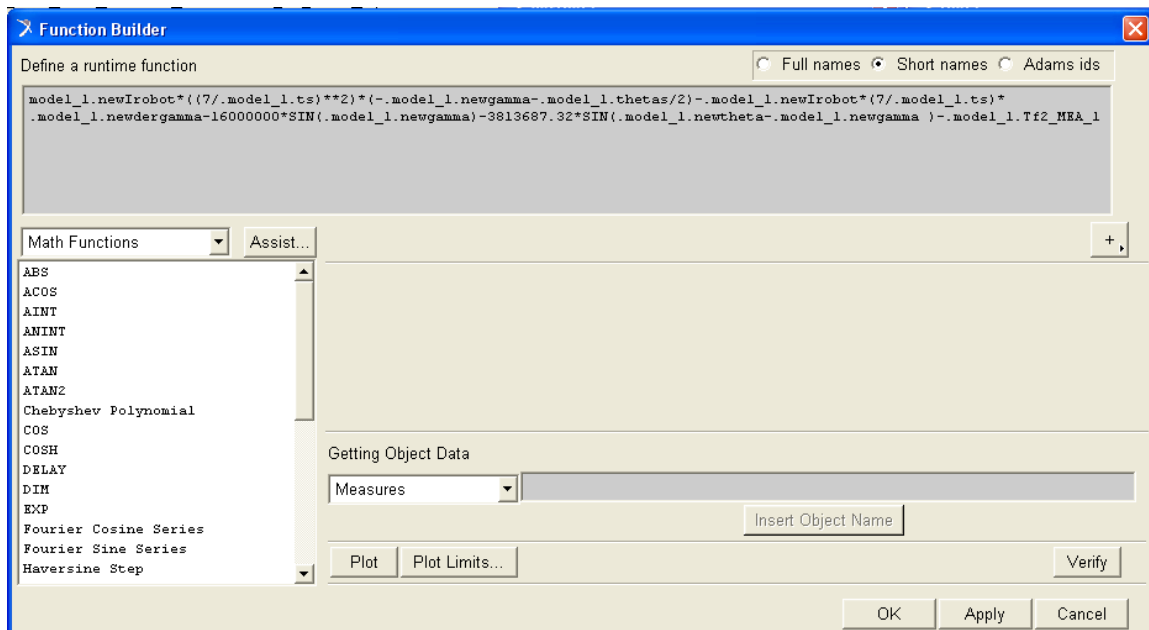 Function Builder
Define a runtime function
Full names Short names Adams ids
model_1.newIrobot*((7/.model_1.ts)**2)*(-.model_1.newgamma-.model_1.thetas/2)-.model_1.newIrobot*(7/.model_1.ts)*
.model_1.newdergamma-16000000*SIN(.model_1.newgamma)-3813687.32*SIN(.model_1.newtheta-.model_1.newgamma )-.model_1.Tf2_MEA_1
Math Functions
Assist...
+
ABS
ACOS
AINT
ANINT
ASIN
ATAN
ATAN2
Chebyshev Polynomial
COS
COSH
DELAY
DIM
EXP
Fourier Cosine Series
Fourier Sine Series
Haversine Step
Getting Object Data
Measures
Insert Object Name
Plot Plot Limits... Verify
OK Apply Cancel